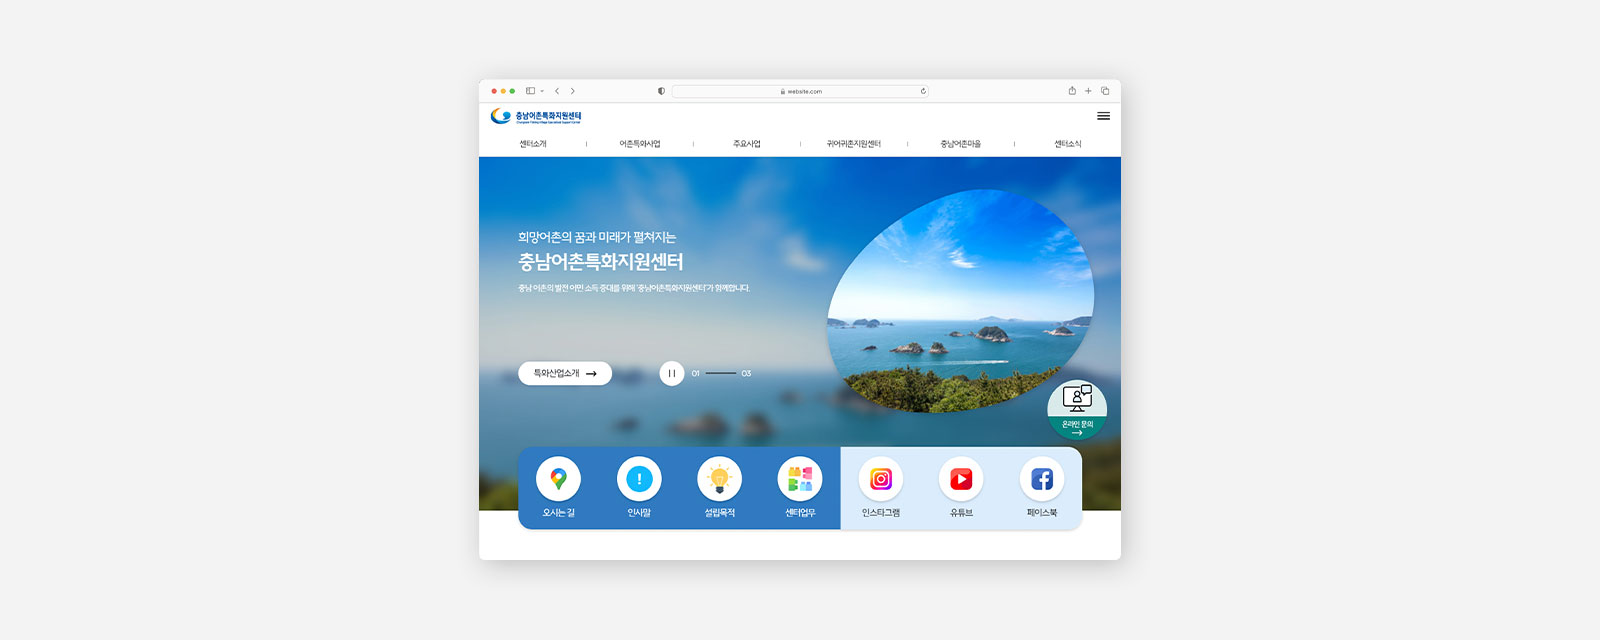 website.com
충남어촌특화지원센터
센터소개
어촌특화사업
주요사업
귀어귀촌지원센터
충남어촌마을
센터소식
희망어촌의 꿈과 미래가 펼쳐지는
충남어촌특화지원센터
충남 어촌의 발전 어민 소득 증대를 위해 '충남어촌특화지원센터'가 함께합니다.
특화산업소개
01
03
온라인 문의
오시는 길
인사말
설립목적
센터업무
인스타그램
유튜브
페이스북